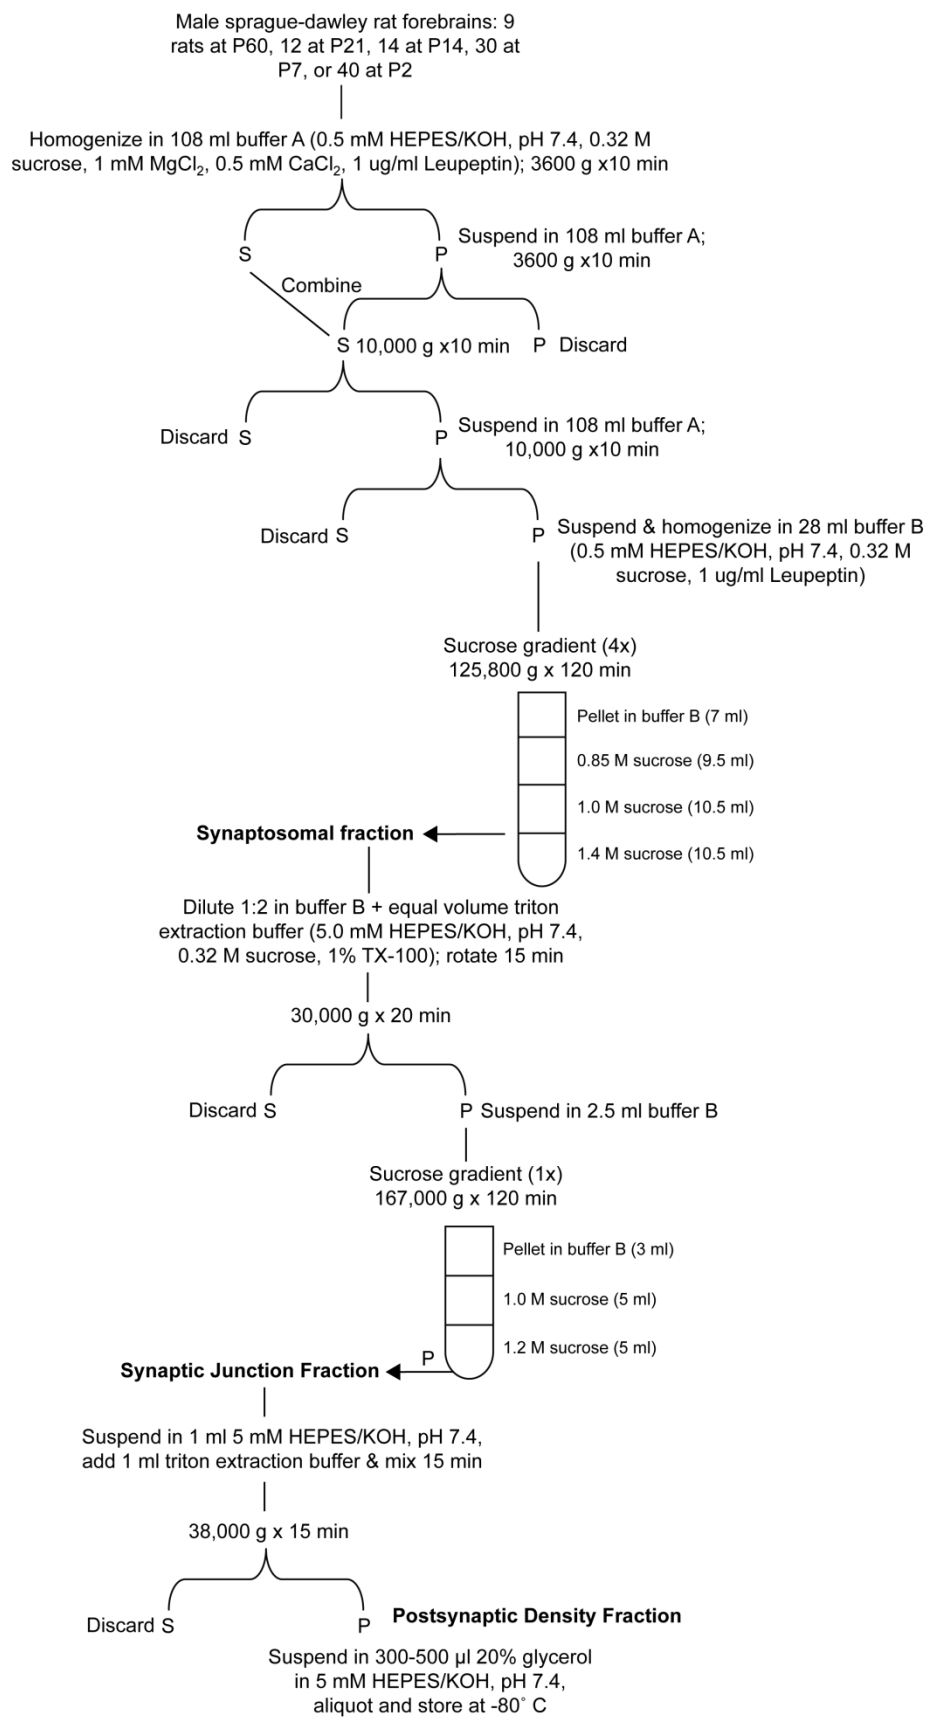 Male sprague-dawley rat forebrains: 9
rats at P60, 12 at P21, 14 at P14, 30 at
P7, or 40 at P2
Homogenize in 108 ml buffer A (0.5 mM HEPES/KOH, pH 7.4, 0.32 M
sucrose, 1 mM MgCl₂, 0.5 mM CaCl₂, 1 ug/ml Leupeptin); 3600 g x10 min
S
P
Suspend in 108 ml buffer A;
3600 g x10 min
Combine
S 10,000 g x10 min
P Discard
Discard S
P
Suspend in 108 ml buffer A;
10,000 g x10 min
Discard S
P
Suspend & homogenize in 28 ml buffer B
(0.5 mM HEPES/KOH, pH 7.4, 0.32 M
sucrose, 1 ug/ml Leupeptin)
Sucrose gradient (4x)
125,800 g x 120 min
Pellet in buffer B (7 ml)
0.85 M sucrose (9.5 ml)
1.0 M sucrose (10.5 ml)
Synaptosomal fraction
1.4 M sucrose (10.5 ml)
Dilute 1:2 in buffer B + equal volume triton
extraction buffer (5.0 mM HEPES/KOH, pH 7.4,
0.32 M sucrose, 1% TX-100); rotate 15 min
30,000 g x 20 min
Discard S
P Suspend in 2.5 ml buffer B
Sucrose gradient (1x)
167,000 g x 120 min
Pellet in buffer B (3 ml)
1.0 M sucrose (5 ml)
1.2 M sucrose (5 ml)
P
Synaptic Junction Fraction
Suspend in 1 ml 5 mM HEPES/KOH, pH 7.4,
add 1 ml triton extraction buffer & mix 15 min
38,000 g x 15 min
Discard S
P
Postsynaptic Density Fraction
Suspend in 300-500 µl 20% glycerol
in 5 mM HEPES/KOH, pH 7.4,
aliquot and store at -80° C